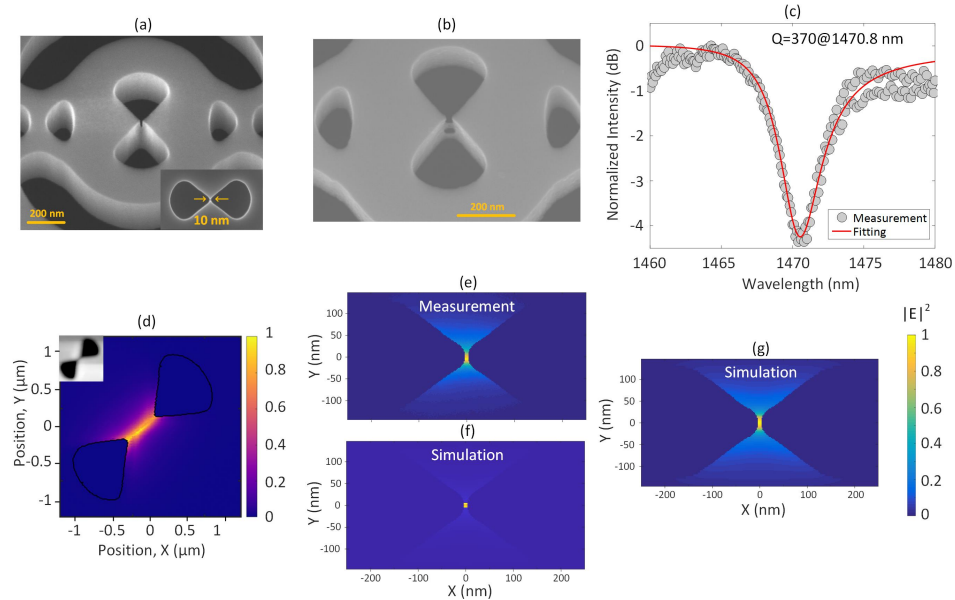 (a)
200 nm
10 nm
(b)
200 nm
(c)
Q=370@1470.8 nm
Normalized Intensity (dB)
0
-1
-2
-3
-4
Measurement
Fitting
1460 1465 1470 1475 1480
Wavelength (nm)
(d)
Position, Y (µm)
1
0.5
0
-0.5
-1
-1 -0.5 0 0.5 1
Position, X (µm)
1
0.8
0.6
0.4
0.2
0
(e)
Measurement
Y (nm)
100
50
0
-50
-100
(f)
Simulation
Y (nm)
100
50
0
-50
-100
-200 -100 0 100 200
X (nm)
(g)
Simulation
Y (nm)
100
50
0
-50
-100
-200 -100 0 100 200
X (nm)
|E|²
1
0.8
0.6
0.4
0.2
0